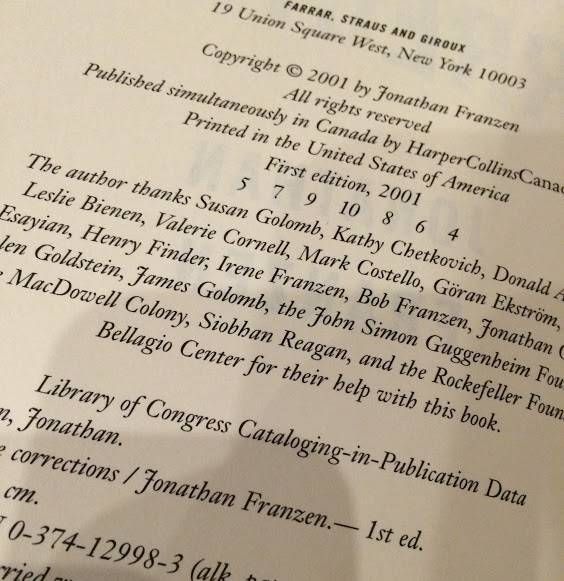 FARRAR, STRAUS AND GIROUX
19 Union Square West, New York 10003
Copyright © 2001 by Jonathan Franzen
All rights reserved
Published simultaneously in Canada by HarperCollinsCanad
Printed in the United States of America
First edition, 2001
5 7 9 10 8 6 4
The author thanks Susan Golomb, Kathy Chetkovich, Donald A
Leslie Bienen, Valerie Cornell, Mark Costello, Göran Ekström,
Esayian, Henry Finder, Irene Franzen, Bob Franzen, Jonathan
len Goldstein, James Golomb, the John Simon Guggenheim Fou
MacDowell Colony, Siobhan Reagan, and the Rockefeller Foun
Bellagio Center for their help with this book.
Library of Congress Cataloging-in-Publication Data
n, Jonathan.
e corrections / Jonathan Franzen.— 1st ed.
cm.
0-374-12998-3 (alk.